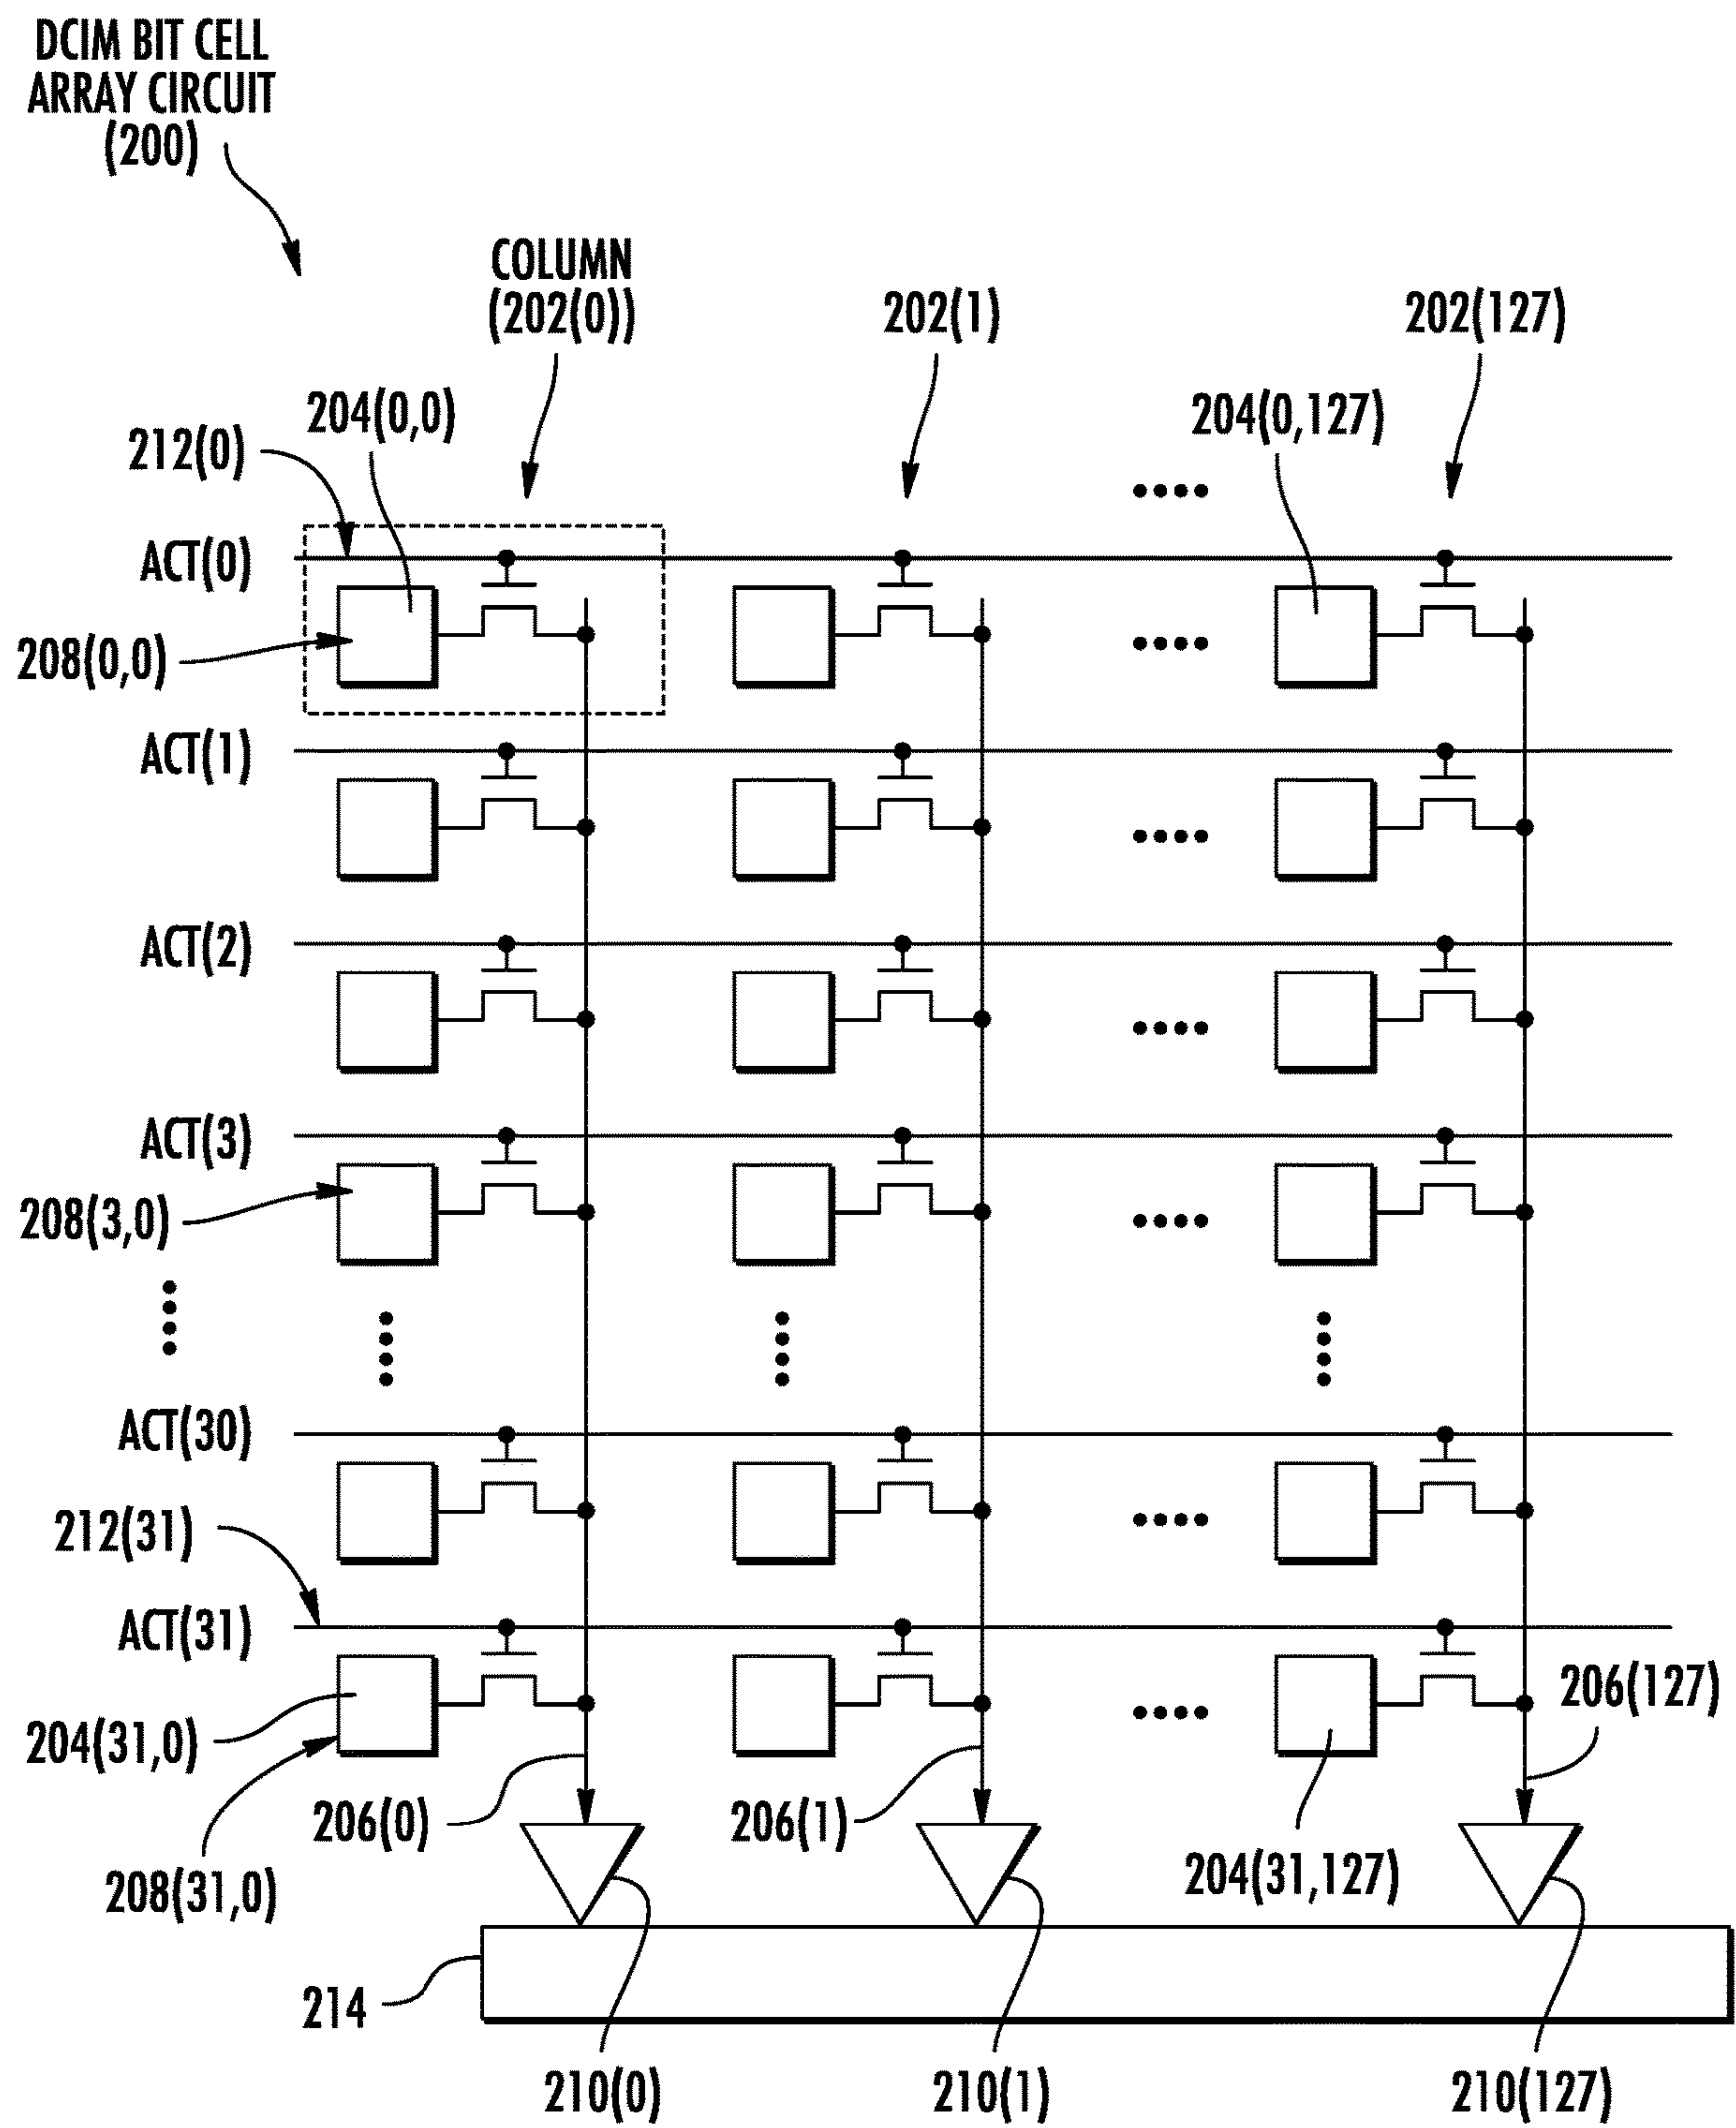 DCIM BIT CELL
ARRAY CIRCUIT
(200)
COLUMN
(202(0))
202(1)
202(127)
204(0,0)
204(0,127)
212(0)
ACT(0)
208(0,0)
ACT(1)
ACT(2)
ACT(3)
208(3,0)
ACT(30)
212(31)
ACT(31)
206(127)
204(31,0)
206(0)
206(1)
204(31,127)
208(31,0)
214
210(0)
210(1)
210(127)